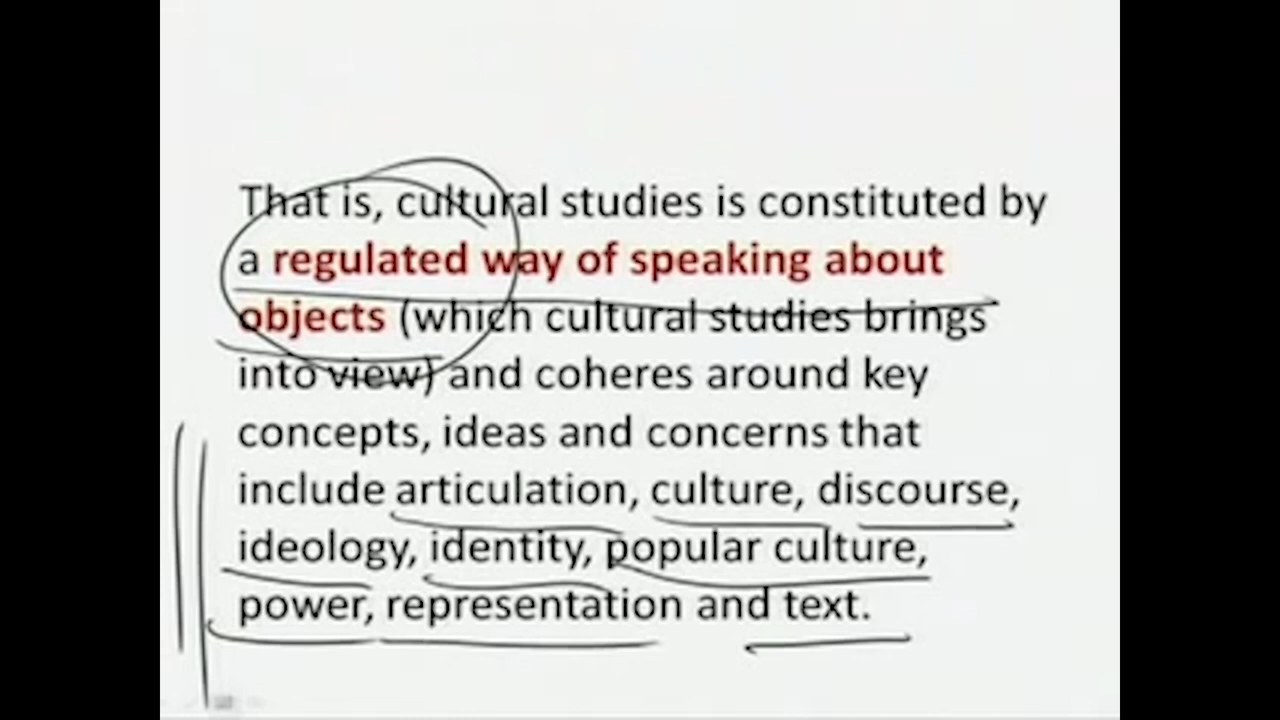 That is, cultural studies is constituted by
a regulated way of speaking about
objects (which cultural studies brings
into view) and coheres around key
concepts, ideas and concerns that
include articulation, culture, discourse,
ideology, identity, popular culture,
power, representation and text.